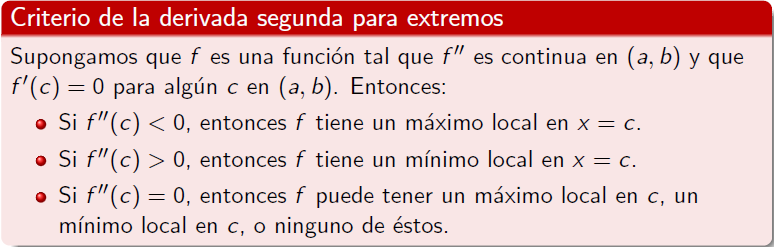 Criterio de la derivada segunda para extremos
Supongamos que f es una función tal que f″ es continua en (a, b) y que
f′(c) = 0 para algún c en (a, b). Entonces:
Si f″(c) < 0, entonces f tiene un máximo local en x = c.
Si f″(c) > 0, entonces f tiene un mínimo local en x = c.
Si f″(c) = 0, entonces f puede tener un máximo local en c, un
mínimo local en c, o ninguno de éstos.